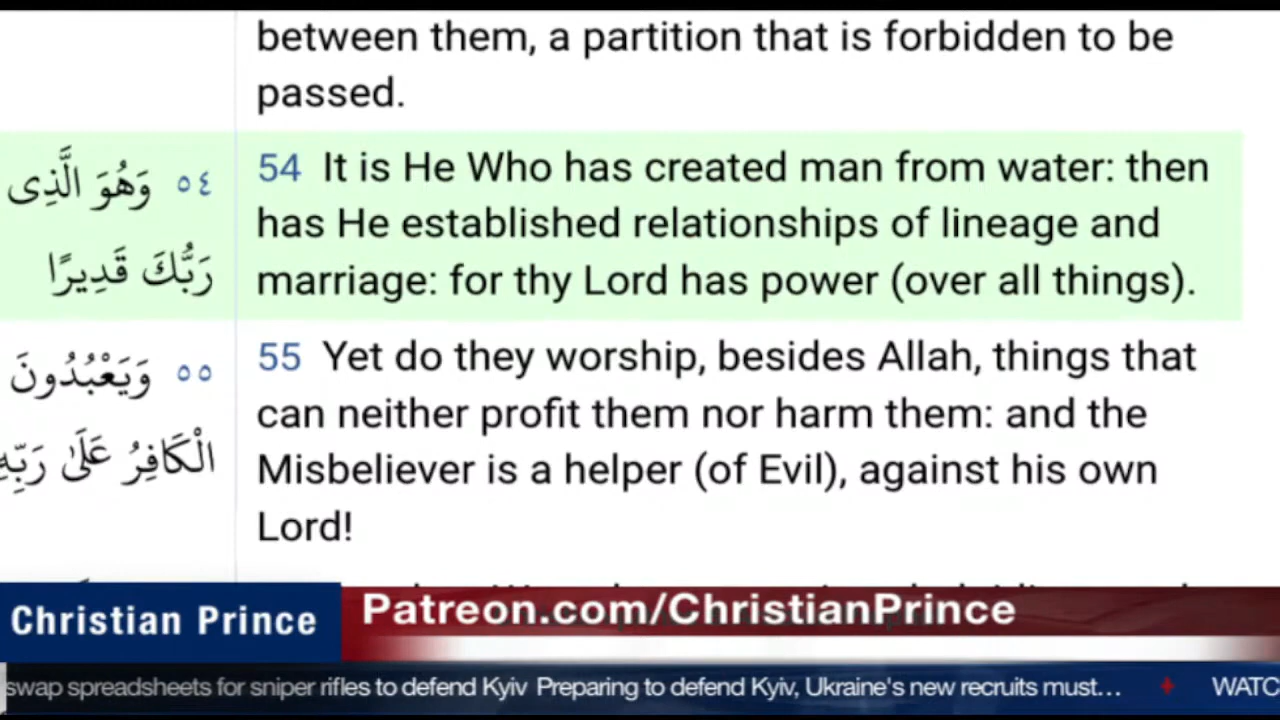 between them, a partition that is forbidden to be
passed.
٥٤ وَهُوَ الَّذِى
رَبُّكَ قَدِيرًا
54 It is He Who has created man from water: then
has He established relationships of lineage and
marriage: for thy Lord has power (over all things).
٥٥ وَيَعْبُدُونَ
الْكَافِرُ عَلَىٰ رَبِّهِ
55 Yet do they worship, besides Allah, things that
can neither profit them nor harm them: and the
Misbeliever is a helper (of Evil), against his own
Lord!
Christian Prince
Patreon.com/ChristianPrince
swap spreadsheets for sniper rifles to defend Kyiv Preparing to defend Kyiv, Ukraine's new recruits must... WATC